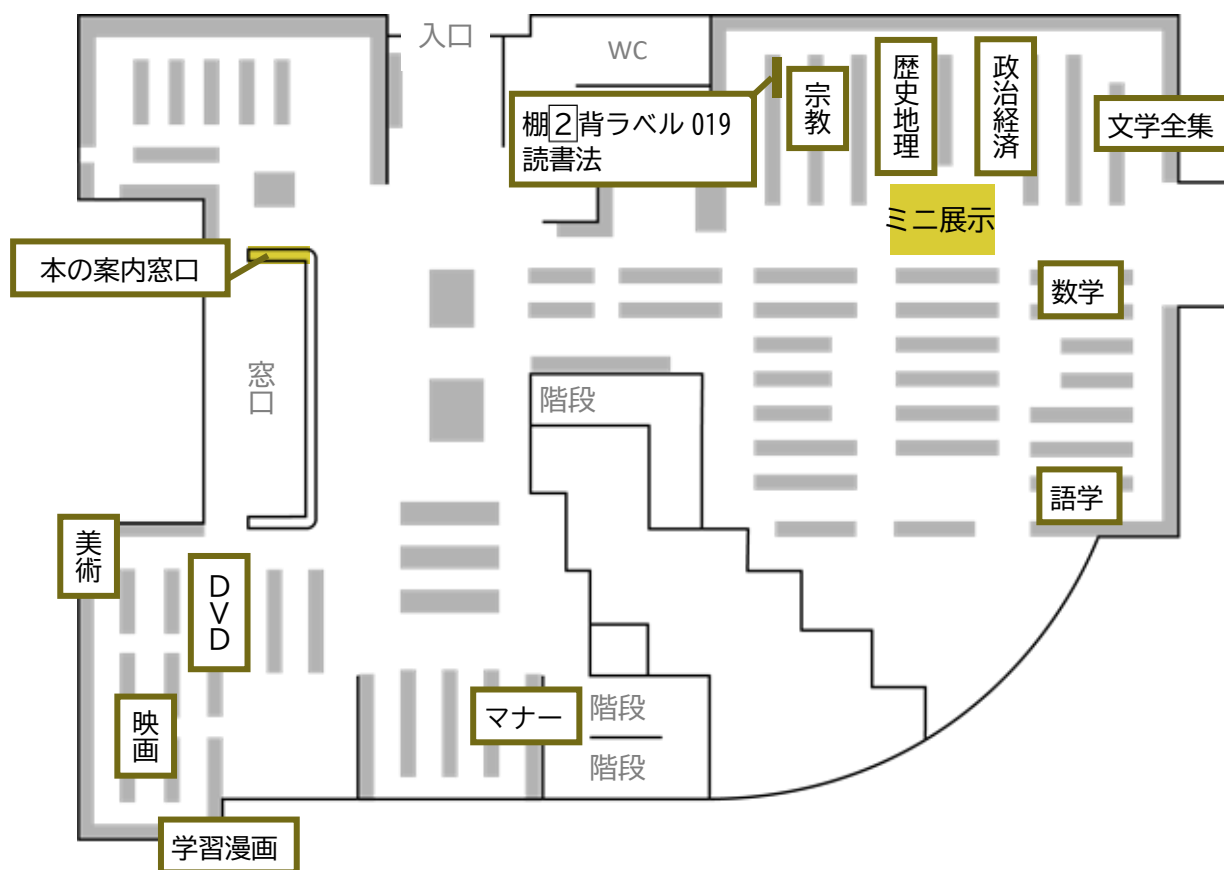 入口
WC
棚2背ラベル 019
読書法
宗教
歴史地理
政治経済
文学全集
ミニ展示
本の案内窓口
数学
窓口
階段
語学
美術
DVD
映画
マナー
階段
階段
学習漫画